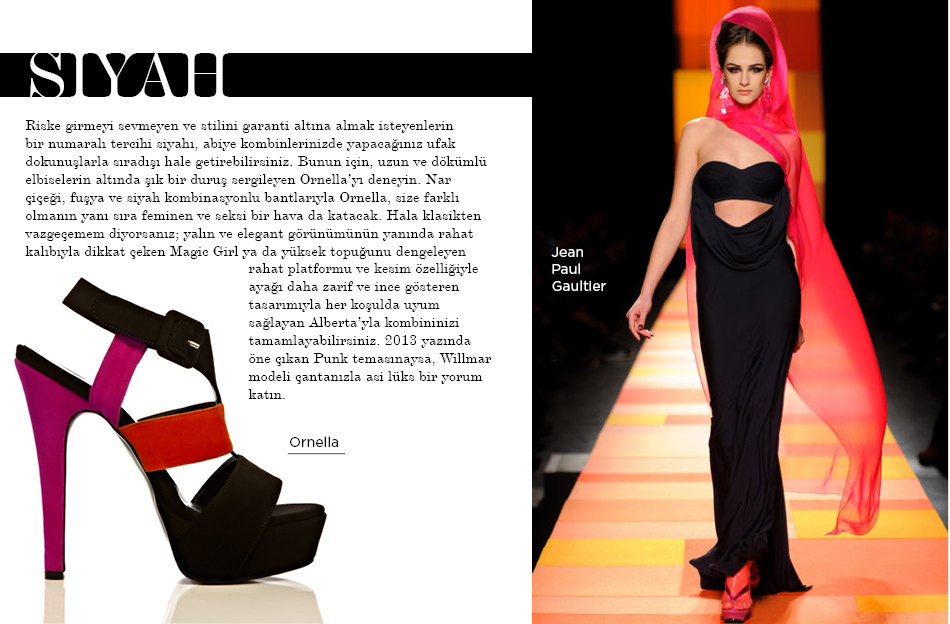 SIYAH
Riske girmeyi sevmeyen ve stilini garanti altına almak isteyenlerin
bir numaralı tercihi siyahı, abiye kombinlerinizde yapacağınız ufak
dokunuşlarla sıradışı hale getirebilirsiniz. Bunun için, uzun ve dökümlü
elbiselerin altında şık bir duruş sergileyen Ornella’yı deneyin. Nar
çiçeği, fuşya ve siyah kombinasyonlu bantlarıyla Ornella, size farklı
olmanın yanı sıra feminen ve seksi bir hava da katacak. Hala klasikten
vazgeçemem diyorsanız; yalın ve elegant görünümünün yanında rahat
kalıbıyla dikkat çeken Magic Girl ya da yüksek topuğunu dengeleyen
rahat platformu ve kesim özelliğiyle
ayağı daha zarif ve ince gösteren
tasarımıyla her koşulda uyum
sağlayan Alberta’yla kombininizi
tamamlayabilirsiniz. 2013 yazında
öne çıkan Punk temasınaysa, Willmar
modeli çantanızla asi lüks bir yorum
katın.
Ornella
Jean
Paul
Gaultier